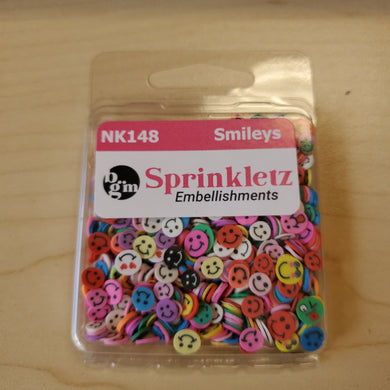 NK148 Smileys
bgm Sprinkletz
Embellishments